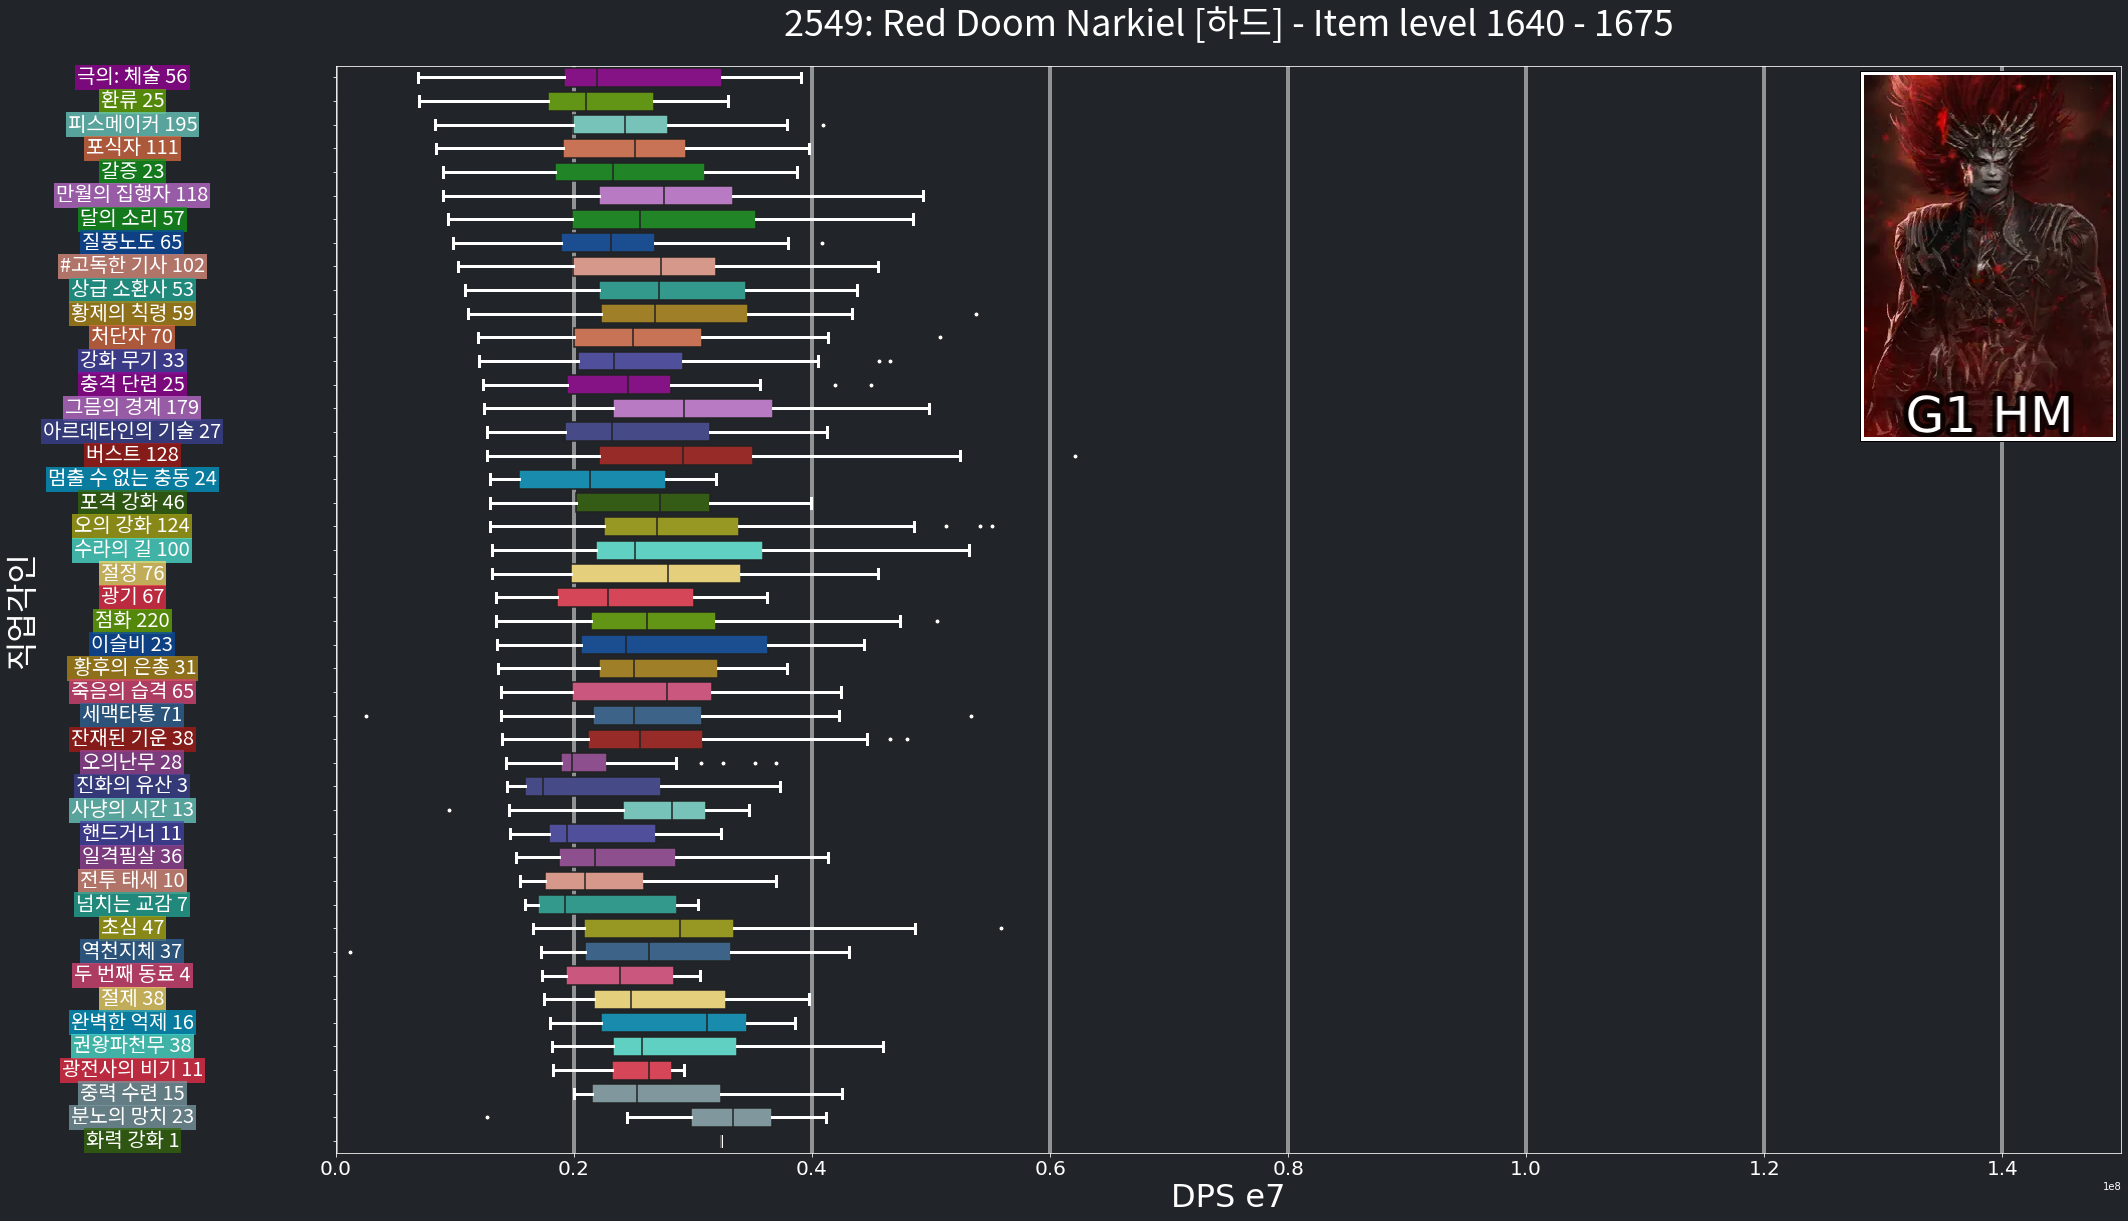 2549: Red Doom Narkiel [하드] - Item level 1640 - 1675
극의: 체술 56
환류 25
피스메이커 195
포식자 111
갈증 23
만월의 집행자 118
달의 소리 57
질풍노도 65
#고독한 기사 102
상급 소환사 53
황제의 칙령 59
처단자 70
강화 무기 33
충격 단련 25
그믐의 경계 179
아르데타인의 기술 27
버스트 128
멈출 수 없는 충동 24
포격 강화 46
오의 강화 124
수라의 길 100
절정 76
광기 67
점화 220
이슬비 23
황후의 은총 31
죽음의 습격 65
세맥타통 71
잔재된 기운 38
오의난무 28
진화의 유산 3
사냥의 시간 13
핸드거너 11
일격필살 36
전투 태세 10
넘치는 교감 7
초심 47
역천지체 37
두 번째 동료 4
절제 38
완벽한 억제 16
권왕파천무 38
광전사의 비기 11
중력 수련 15
분노의 망치 23
화력 강화 1
직업각인
G1 HM
0.0 0.2 0.4 0.6 0.8 1.0 1.2 1.4
1e8
DPS e7